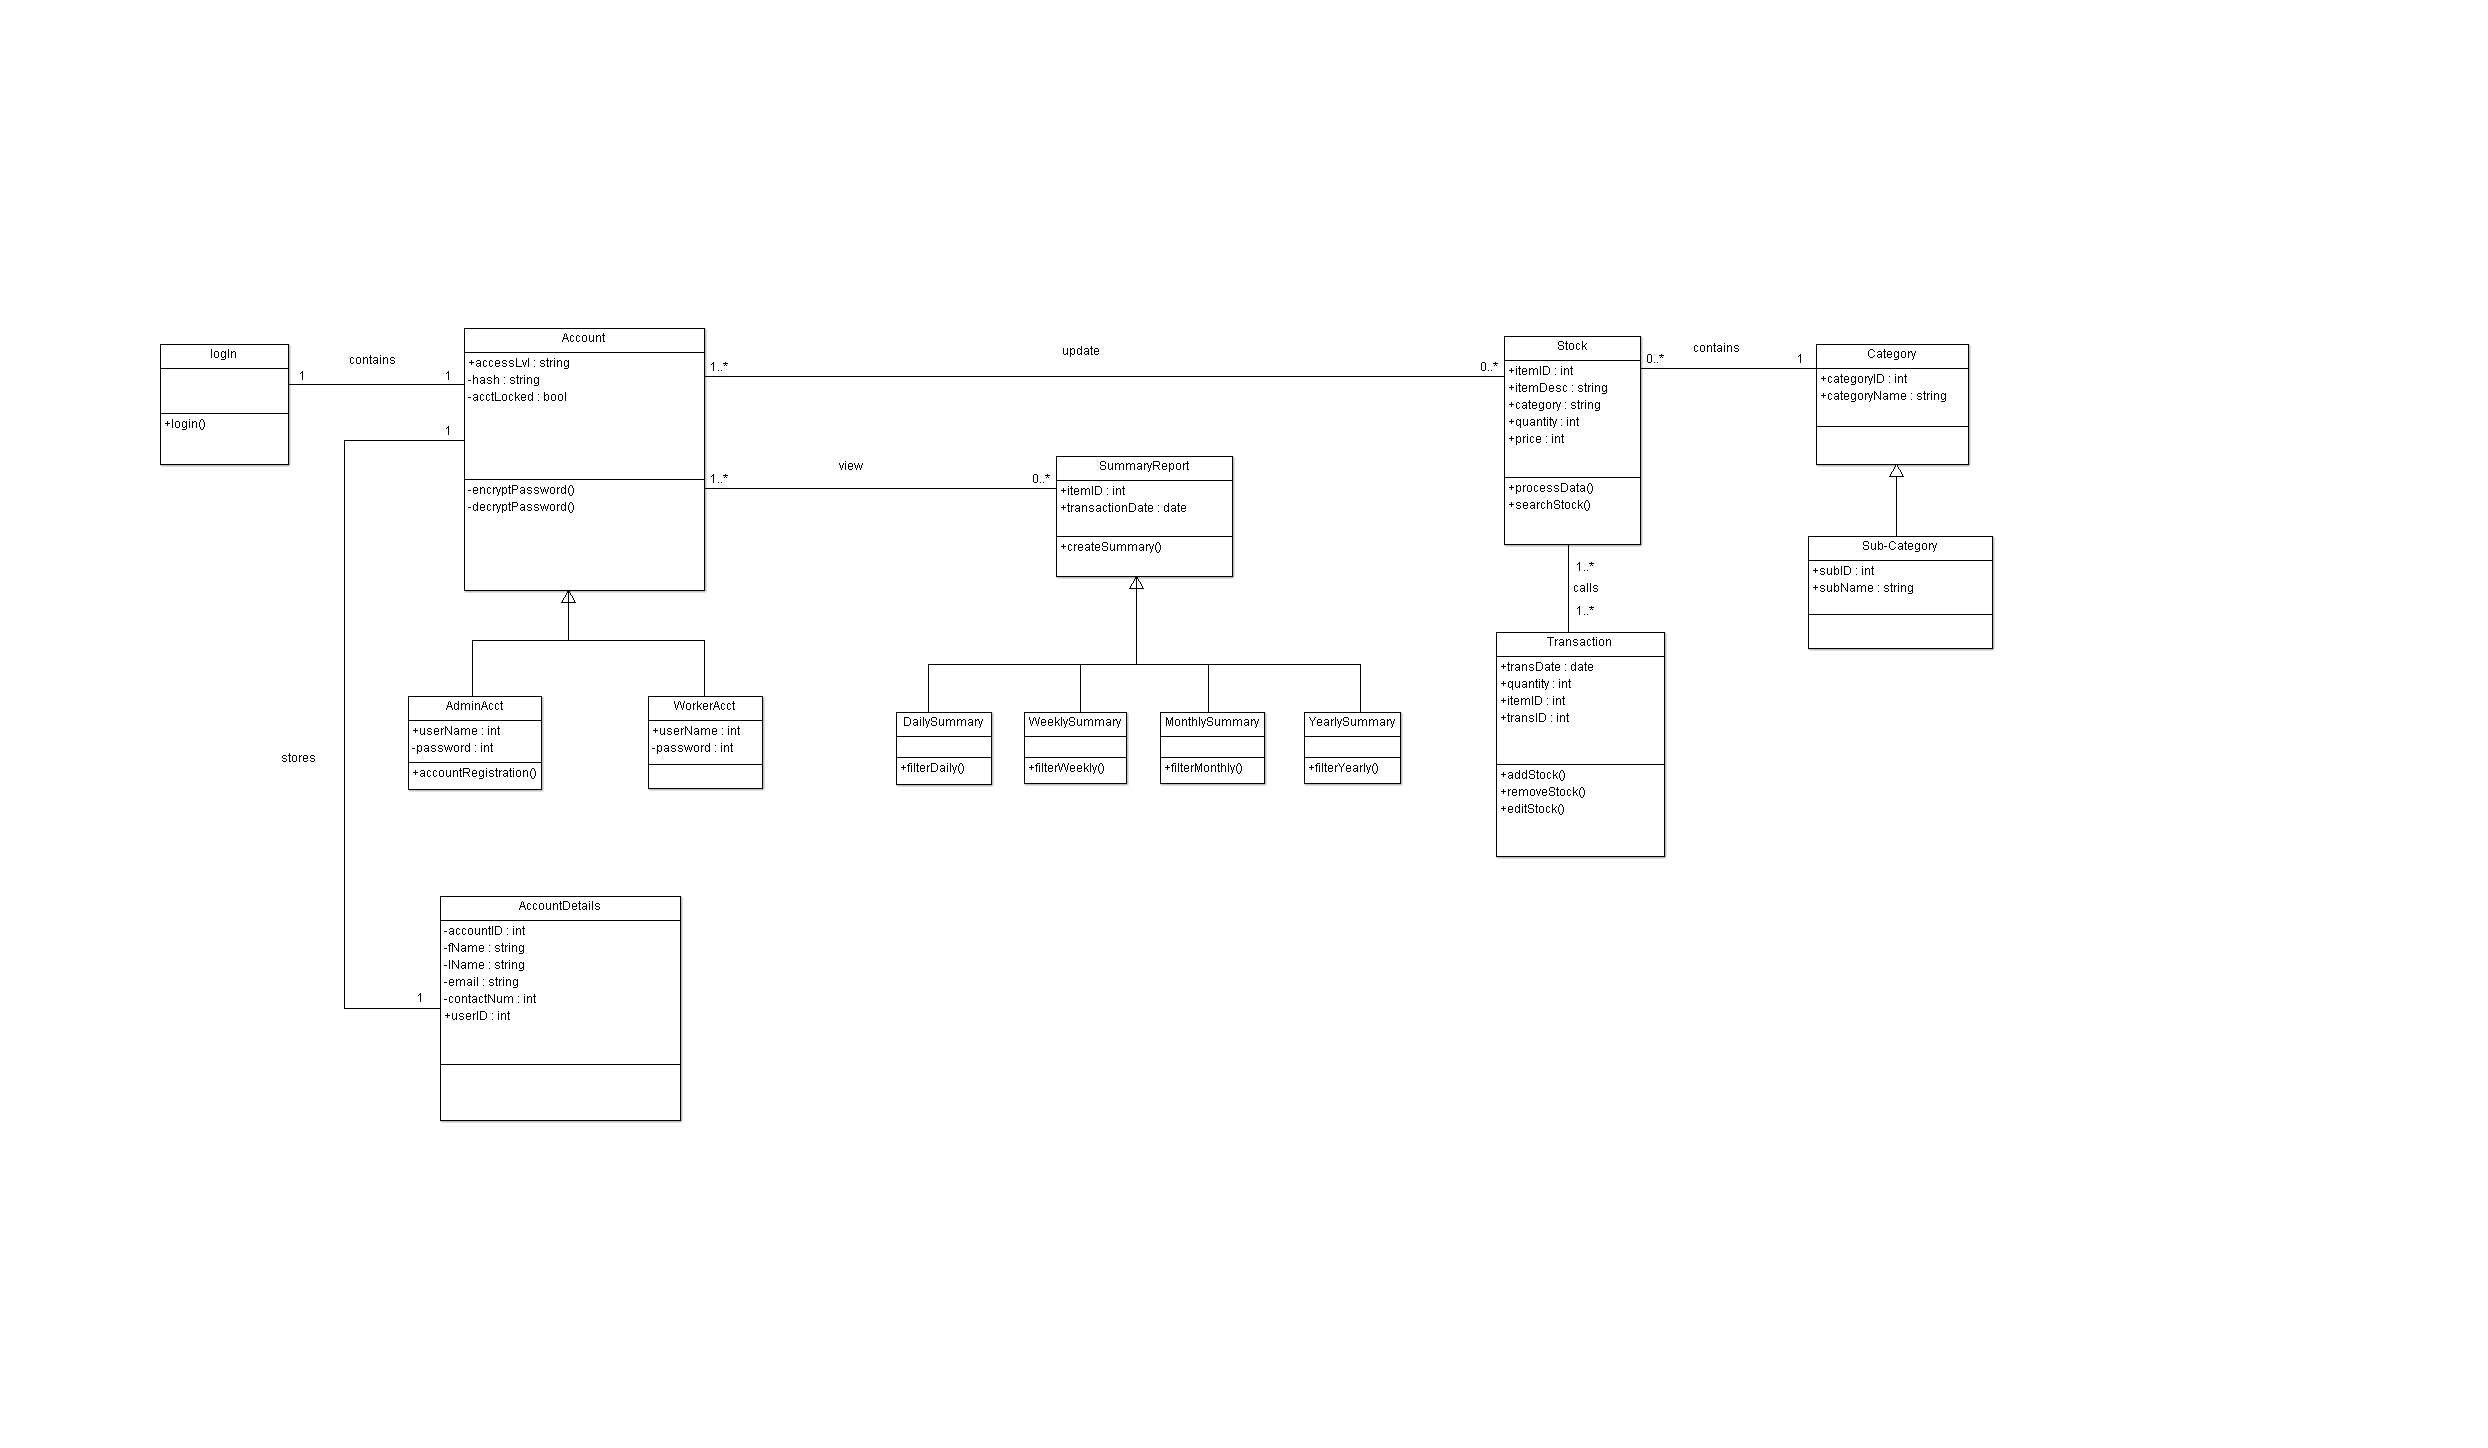 logIn
+login()
contains
1
1
Account
+accessLvl : string
-hash : string
-acctLocked : bool
-encryptPassword()
-decryptPassword()
1
stores
1
1..*
update
0..*
1..*
view
0..*
SummaryReport
+itemID : int
+transactionDate : date
+createSummary()
Stock
+itemID : int
+itemDesc : string
+category : string
+quantity : int
+price : int
+processData()
+searchStock()
0..*
contains
1
Category
+categoryID : int
+categoryName : string
Sub-Category
+subID : int
+subName : string
1..*
calls
1..*
Transaction
+transDate : date
+quantity : int
+itemID : int
+transID : int
+addStock()
+removeStock()
+editStock()
AdminAcct
+userName : int
-password : int
+accountRegistration()
WorkerAcct
+userName : int
-password : int
DailySummary
+filterDaily()
WeeklySummary
+filterWeekly()
MonthlySummary
+filterMonthly()
YearlySummary
+filterYearly()
AccountDetails
-accountID : int
-fName : string
-lName : string
-email : string
-contactNum : int
+userID : int